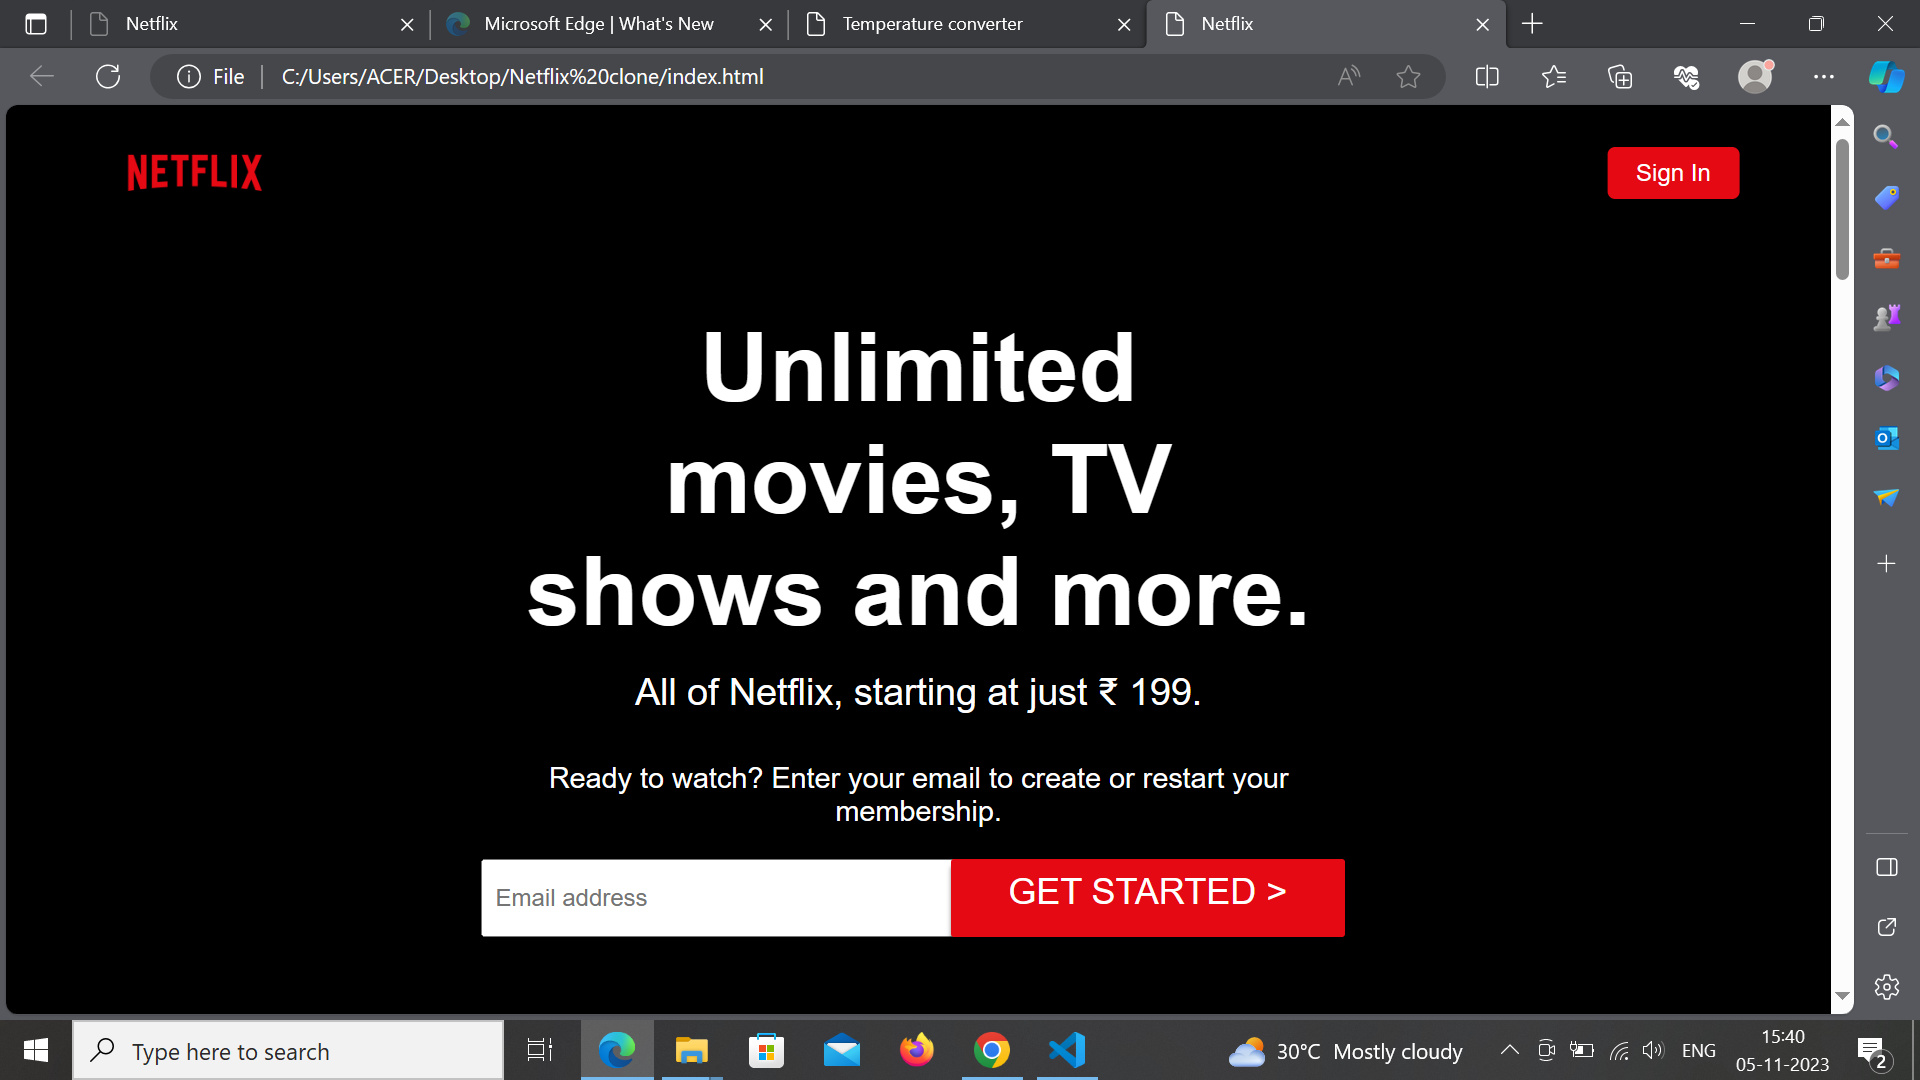 Netflix
Microsoft Edge | What's New
Temperature converter
Netflix
File
C:/Users/ACER/Desktop/Netflix%20clone/index.html
NETFLIX
Sign In
Unlimited
movies, TV
shows and more.
All of Netflix, starting at just ₹ 199.
Ready to watch? Enter your email to create or restart your
membership.
Email address
GET STARTED >
Type here to search
30°C Mostly cloudy
ENG
15:40
05-11-2023
2